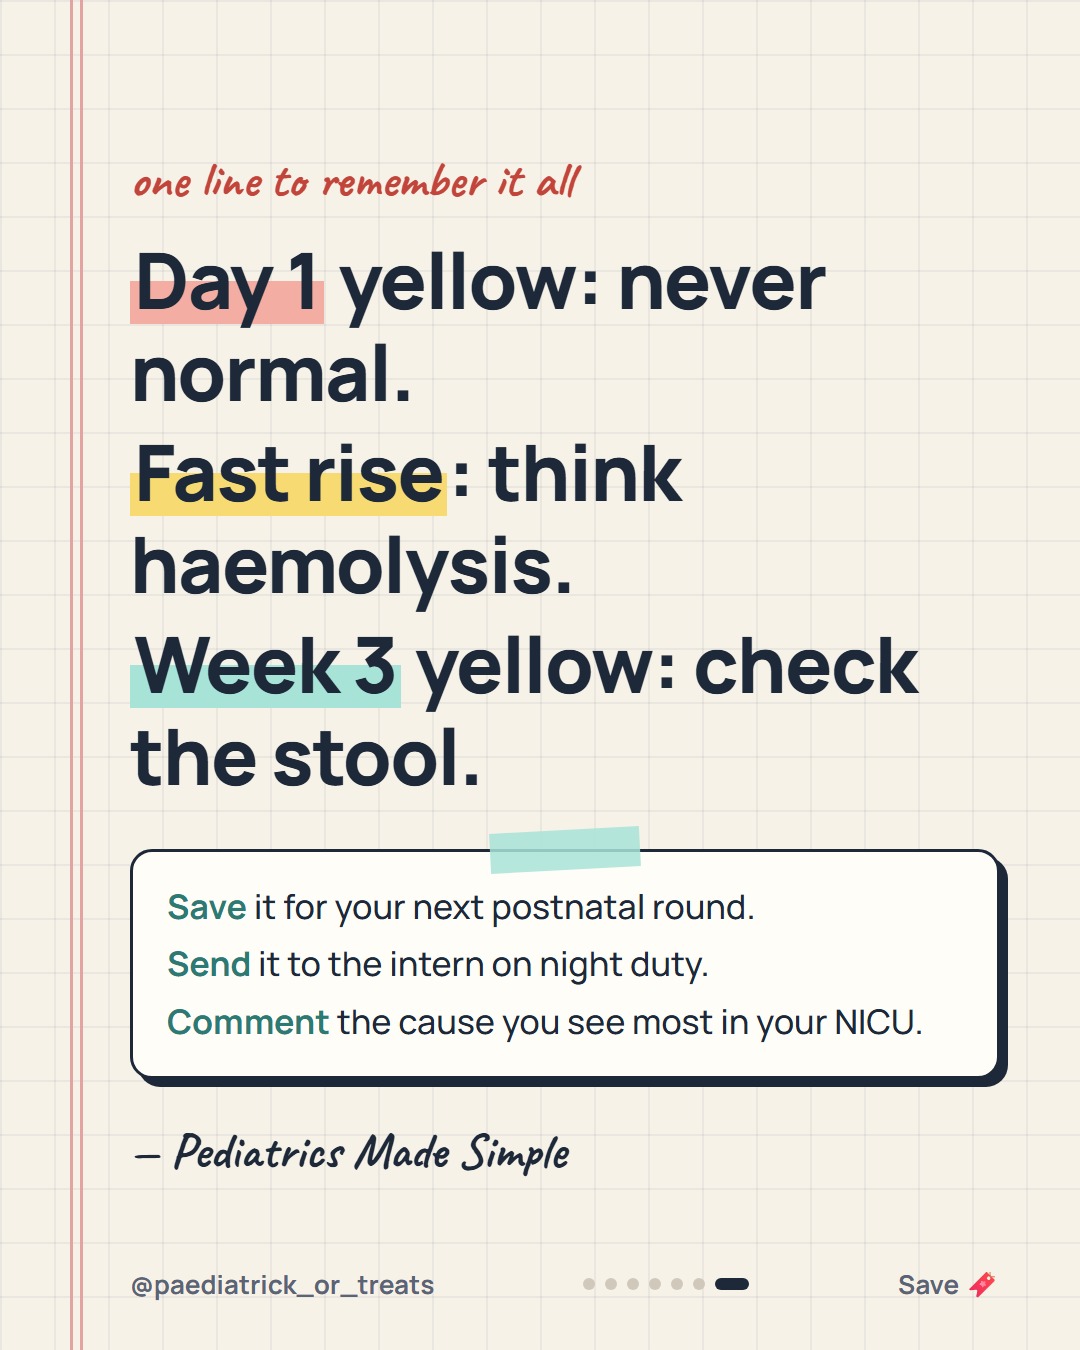 one line to remember it all
Day 1 yellow: never
normal.
Fast rise: think
haemolysis.
Week 3 yellow: check
the stool.
Save it for your next postnatal round.
Send it to the intern on night duty.
Comment the cause you see most in your NICU.
— Pediatrics Made Simple
@paediatrick_or_treats
Save